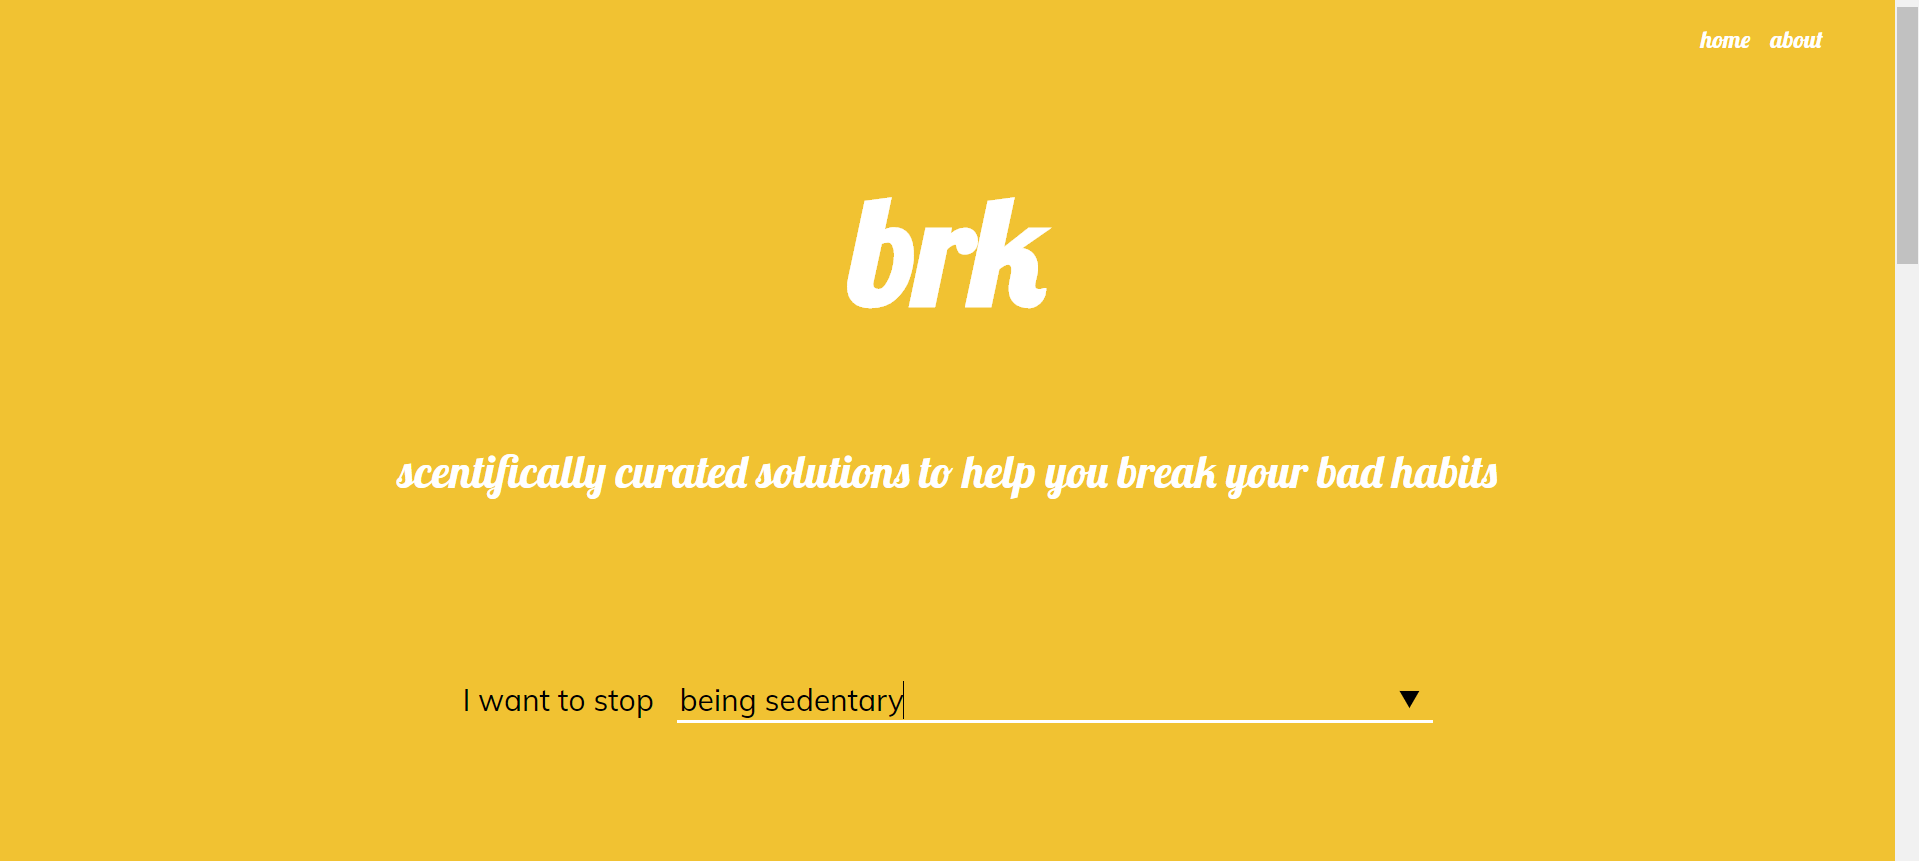 home about
brk
scentifically curated solutions to help you break your bad habits
I want to stop being sedentary